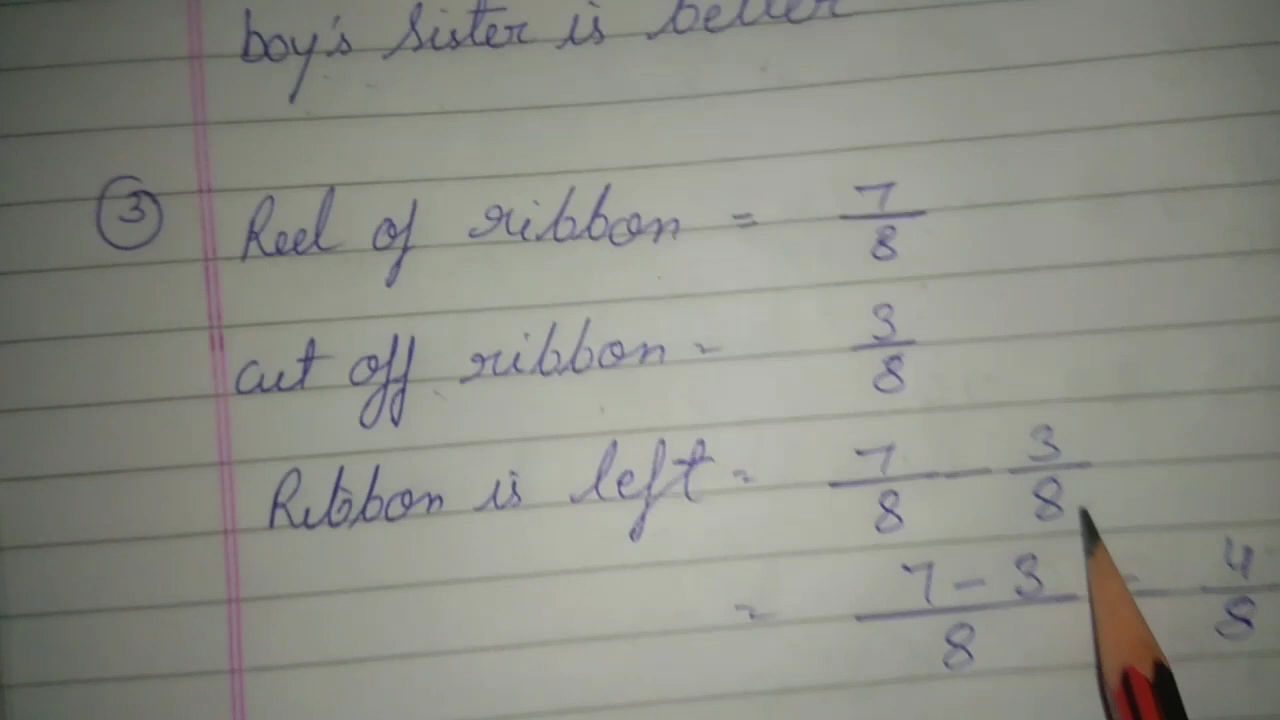 boy's sister is better
③ Reel of ribbon = 7/8
cut off ribbon = 3/8
Ribbon is left = 7/8 - 3/8
= 7-3/8 = 4/8